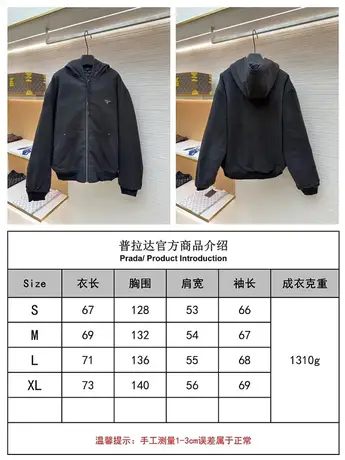 普拉达官方商品介绍
Prada/ Product Introduction
Size 衣长 胸围 肩宽 袖长 成衣克重
S 67 128 53 66
M 69 132 54 67
L 71 136 55 68
XL 73 140 56 69
1310g
温馨提示：手工测量1-3cm误差属于正常